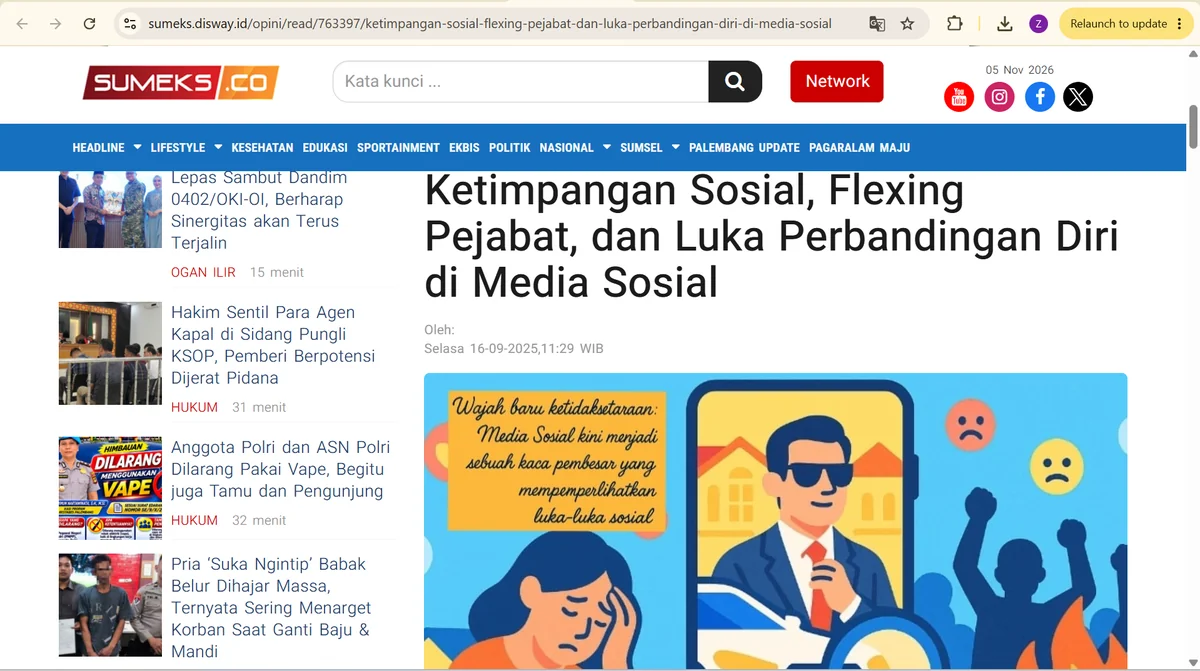 sumeks.disway.id/opini/read/763397/ketimpangan-sosial-flexing-pejabat-dan-luka-perbandingan-diri-di-media-sosial
Z
Relaunch to update
SUMEKS.CO
Kata kunci ...
Network
05 Nov 2026
You
Tube
HEADLINE LIFESTYLE KESENATAN EDUKASI SPORTAINMENT EKBIS POLITIK NASIONAL SUMSEL PALEMBANG UPDATE PAGARALAM MAJU
Lepas Sambut Dandim
0402/OKI-OI, Berharap
Sinergitas akan Terus
Terjalin
OGAN ILIR 15 menit
Hakim Sentil Para Agen
Kapal di Sidang Pungli
KSOP, Pemberi Berpotensi
Dijerat Pidana
HUKUM 31 menit
HIMBAUAN
DILARANG
MENGGUNAKAN
VAPE
Anggota Polri dan ASN Polri
Dilarang Pakai Vape, Begitu
juga Tamu dan Pengunjung
HUKUM 32 menit
Pria ‘Suka Ngintip’ Babak
Belur Dihajar Massa,
Ternyata Sering Menarget
Korban Saat Ganti Baju &
Mandi
Ketimpangan Sosial, Flexing
Pejabat, dan Luka Perbandingan Diri
di Media Sosial
Oleh:
Selasa 16-09-2025,11:29 WIB
Wajah baru ketidaksetaraan:
Media Sosial kini menjadi
sebuah kaca pembesar yang
mempemperlihatkan
luka-luka sosial